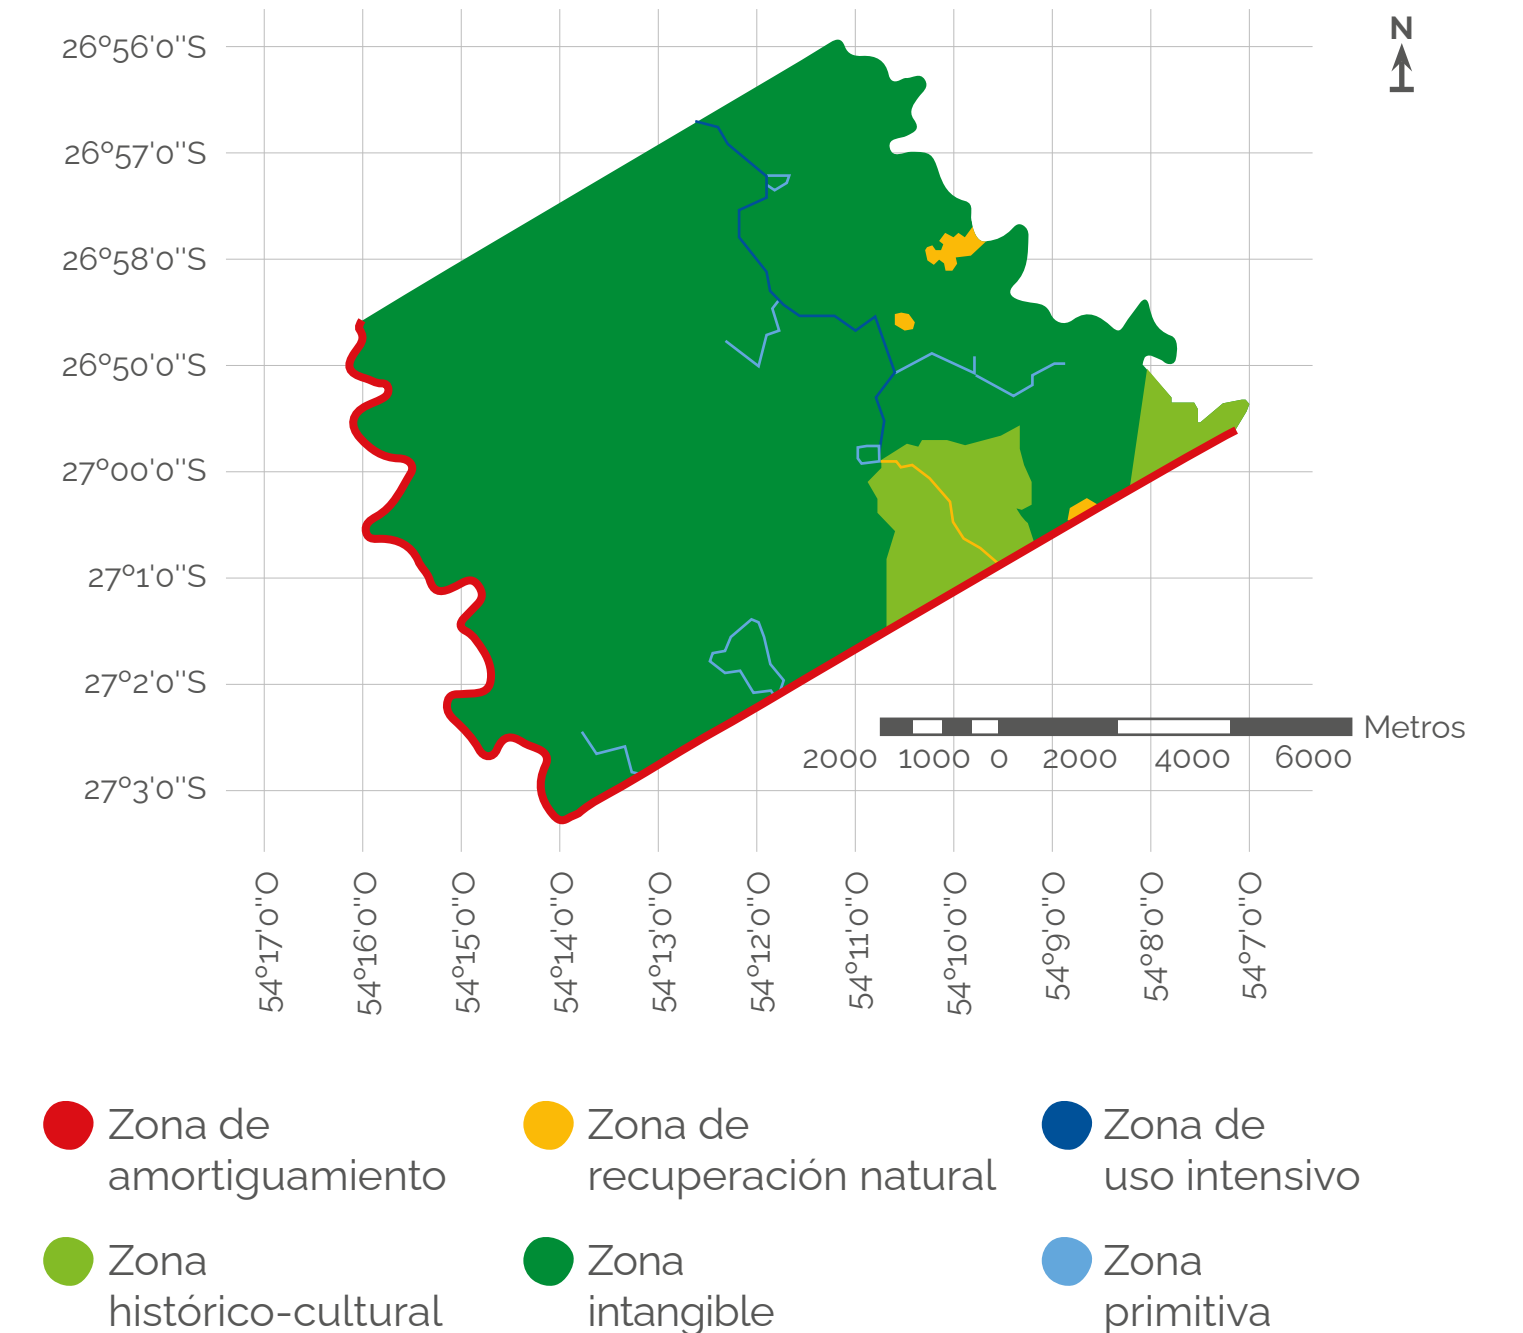 N
26°56'0''S
26°57'0''S
26°58'0''S
26°50'0''S
27°00'0''S
27°1'0''S
27°2'0''S
27°3'0''S
Metros
2000 1000 0 2000 4000 6000
54°17'0''O
54°16'0''O
54°15'0''O
54°14'0''O
54°13'0''O
54°12'0''O
54°11'0''O
54°10'0''O
54°9'0''O
54°8'0''O
54°7'0''O
Zona de
amortiguamiento
Zona de
recuperación natural
Zona de
uso intensivo
Zona
histórico-cultural
Zona
intangible
Zona
primitiva